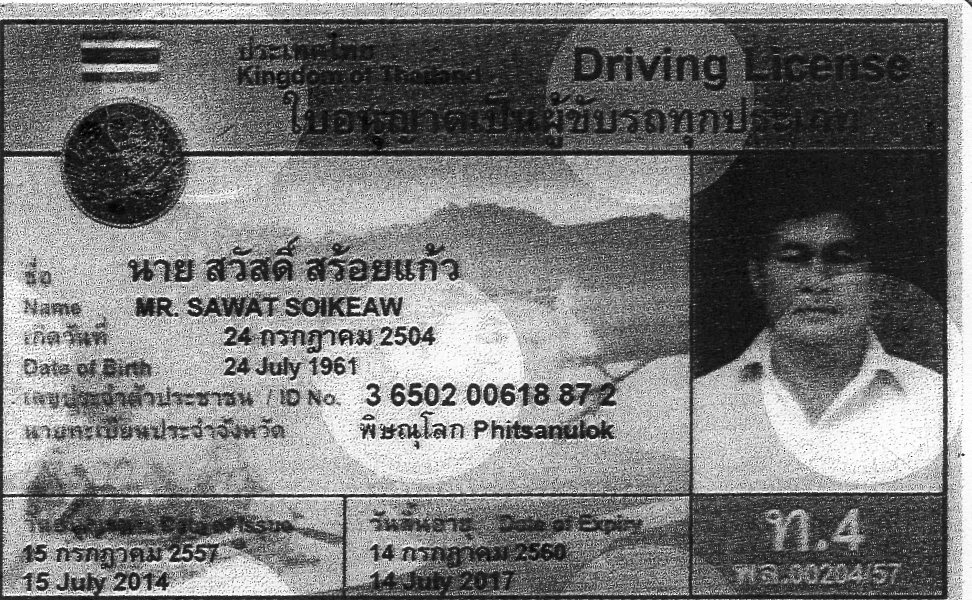 ประเทศไทย
Kingdom of Thailand
Driving License
ใบอนุญาตเป็นผู้ขับรถทุกประเภท
ชื่อ นาย สวัสดิ์ สร้อยแก้ว
Name MR. SAWAT SOIKEAW
เกิดวันที่ 24 กรกฎาคม 2504
Date of Birth 24 July 1961
เลขประจำตัวประชาชน / ID No. 3 6502 00618 87 2
นายทะเบียนประจำจังหวัด พิษณุโลก Phitsanulok
วันอนุญาต Date of Issue
15 กรกฎาคม 2557
15 July 2014
วันสิ้นอายุ Date of Expiry
14 กรกฎาคม 2560
14 July 2017
ท.4
พล.00204/57